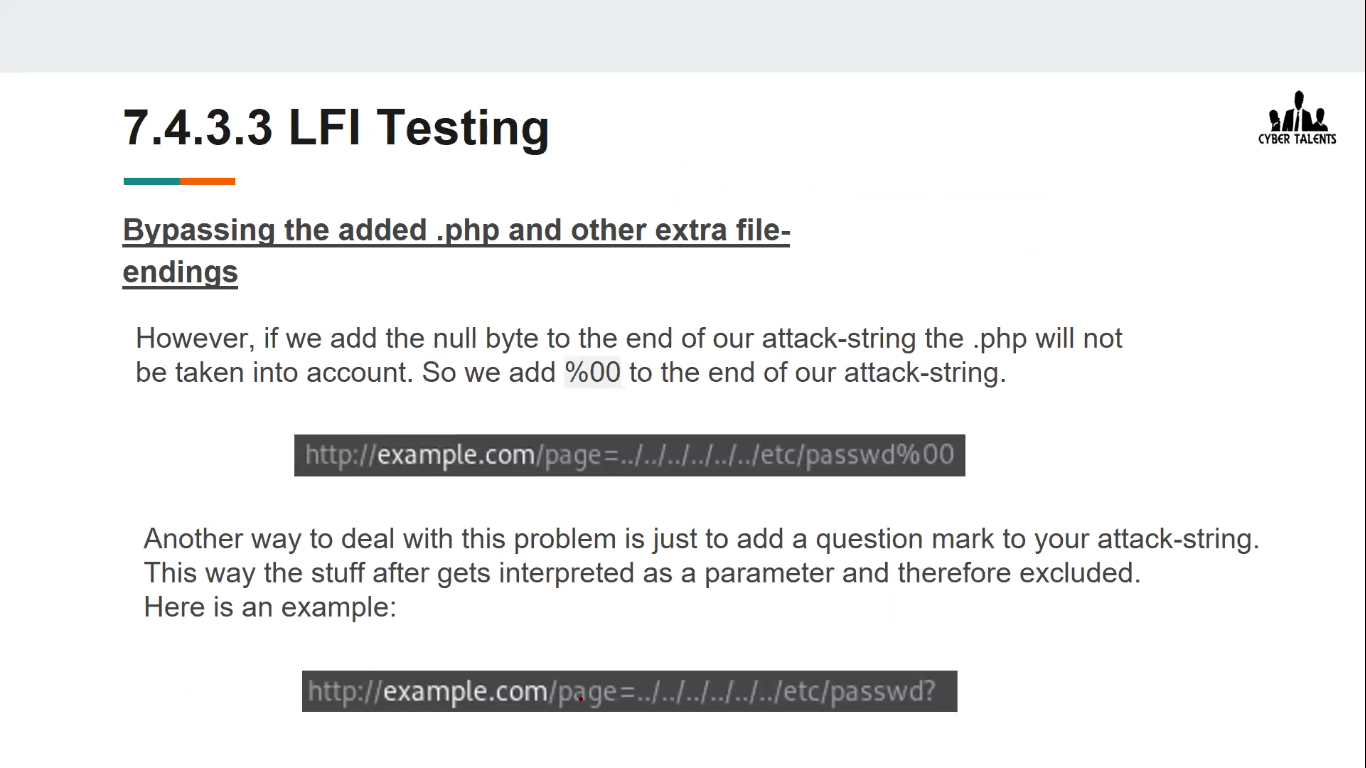 7.4.3.3 LFI Testing
CYBER TALENTS
Bypassing the added .php and other extra file-
endings
However, if we add the null byte to the end of our attack-string the .php will not
be taken into account. So we add %00 to the end of our attack-string.
http://example.com/page=../../../../../../etc/passwd%00
Another way to deal with this problem is just to add a question mark to your attack-string.
This way the stuff after gets interpreted as a parameter and therefore excluded.
Here is an example:
http://example.com/page=../../../../../../etc/passwd?